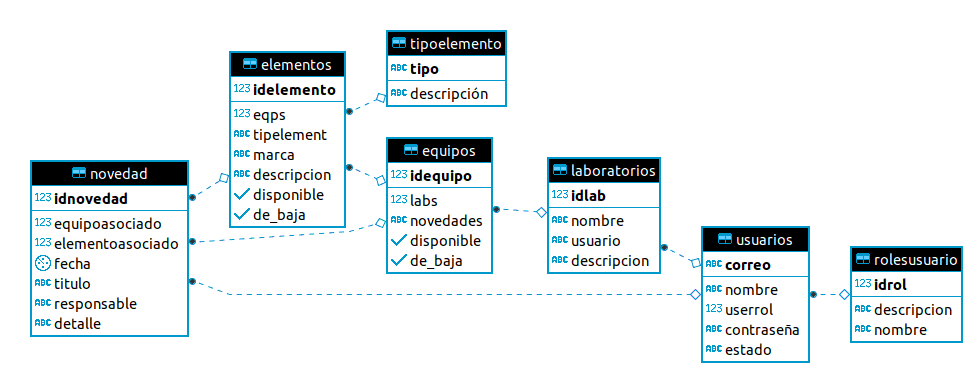 tipoelemento
ABC tipo
ABC descripción
elementos
123 idelemento
123 eqps
ABC tipelement
ABC marca
ABC descripcion
disponible
de_baja
equipos
123 idequipo
123 labs
ABC novedades
disponible
de_baja
novedad
123 idnovedad
123 equipoasociado
123 elementoasociado
fecha
ABC titulo
ABC responsable
ABC detalle
laboratorios
ABC idlab
ABC nombre
ABC usuario
ABC descripcion
usuarios
ABC correo
ABC nombre
123 userrol
ABC contraseña
ABC estado
rolesusuario
123 idrol
ABC descripcion
ABC nombre